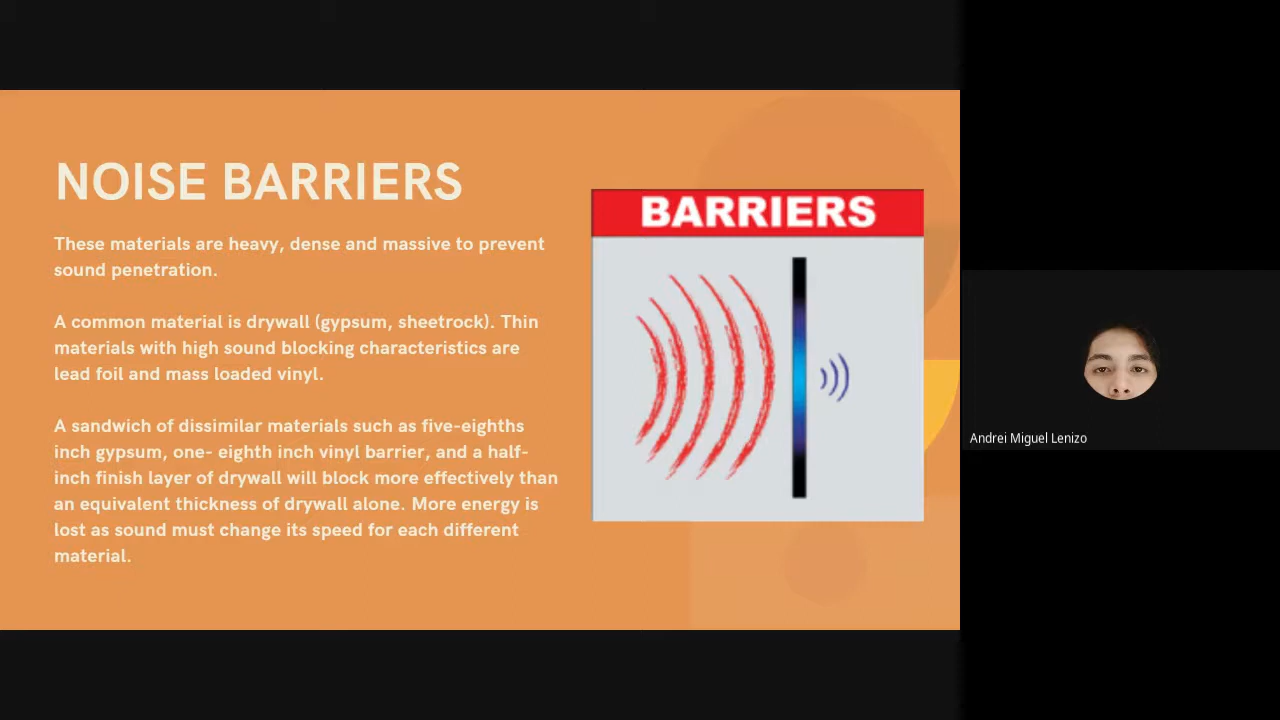 NOISE BARRIERS
These materials are heavy, dense and massive to prevent
sound penetration.
A common material is drywall (gypsum, sheetrock). Thin
materials with high sound blocking characteristics are
lead foil and mass loaded vinyl.
A sandwich of dissimilar materials such as five-eighths
inch gypsum, one- eighth inch vinyl barrier, and a half-
inch finish layer of drywall will block more effectively than
an equivalent thickness of drywall alone. More energy is
lost as sound must change its speed for each different
material.
BARRIERS
Andrei Miguel Lenizo